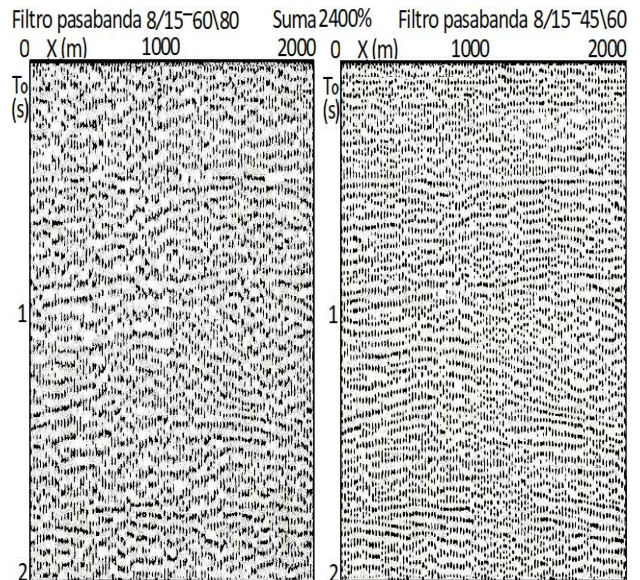 Filtro pasabanda 8/15–60\80 Suma 2400% Filtro pasabanda 8/15–45\60
0 X (m) 1000 2000 0 X (m) 1000 2000
To To
(s) (s)
1 1
2 2